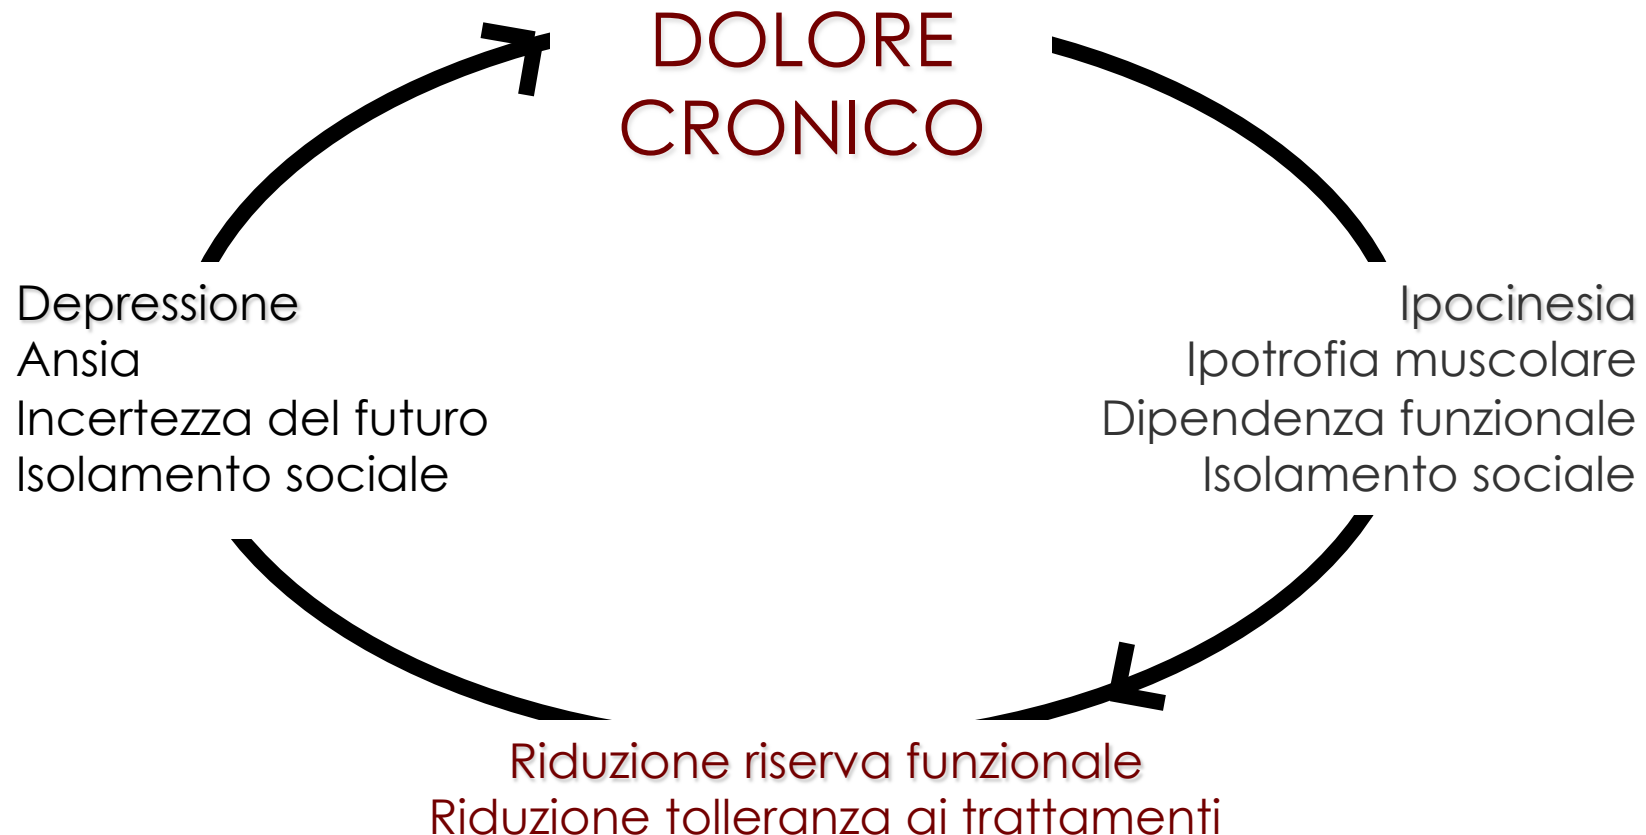 DOLORE
CRONICO
Depressione
Ansia
Incertezza del futuro
Isolamento sociale
Ipocinesia
Ipotrofia muscolare
Dipendenza funzionale
Isolamento sociale
Riduzione riserva funzionale
Riduzione tolleranza ai trattamenti